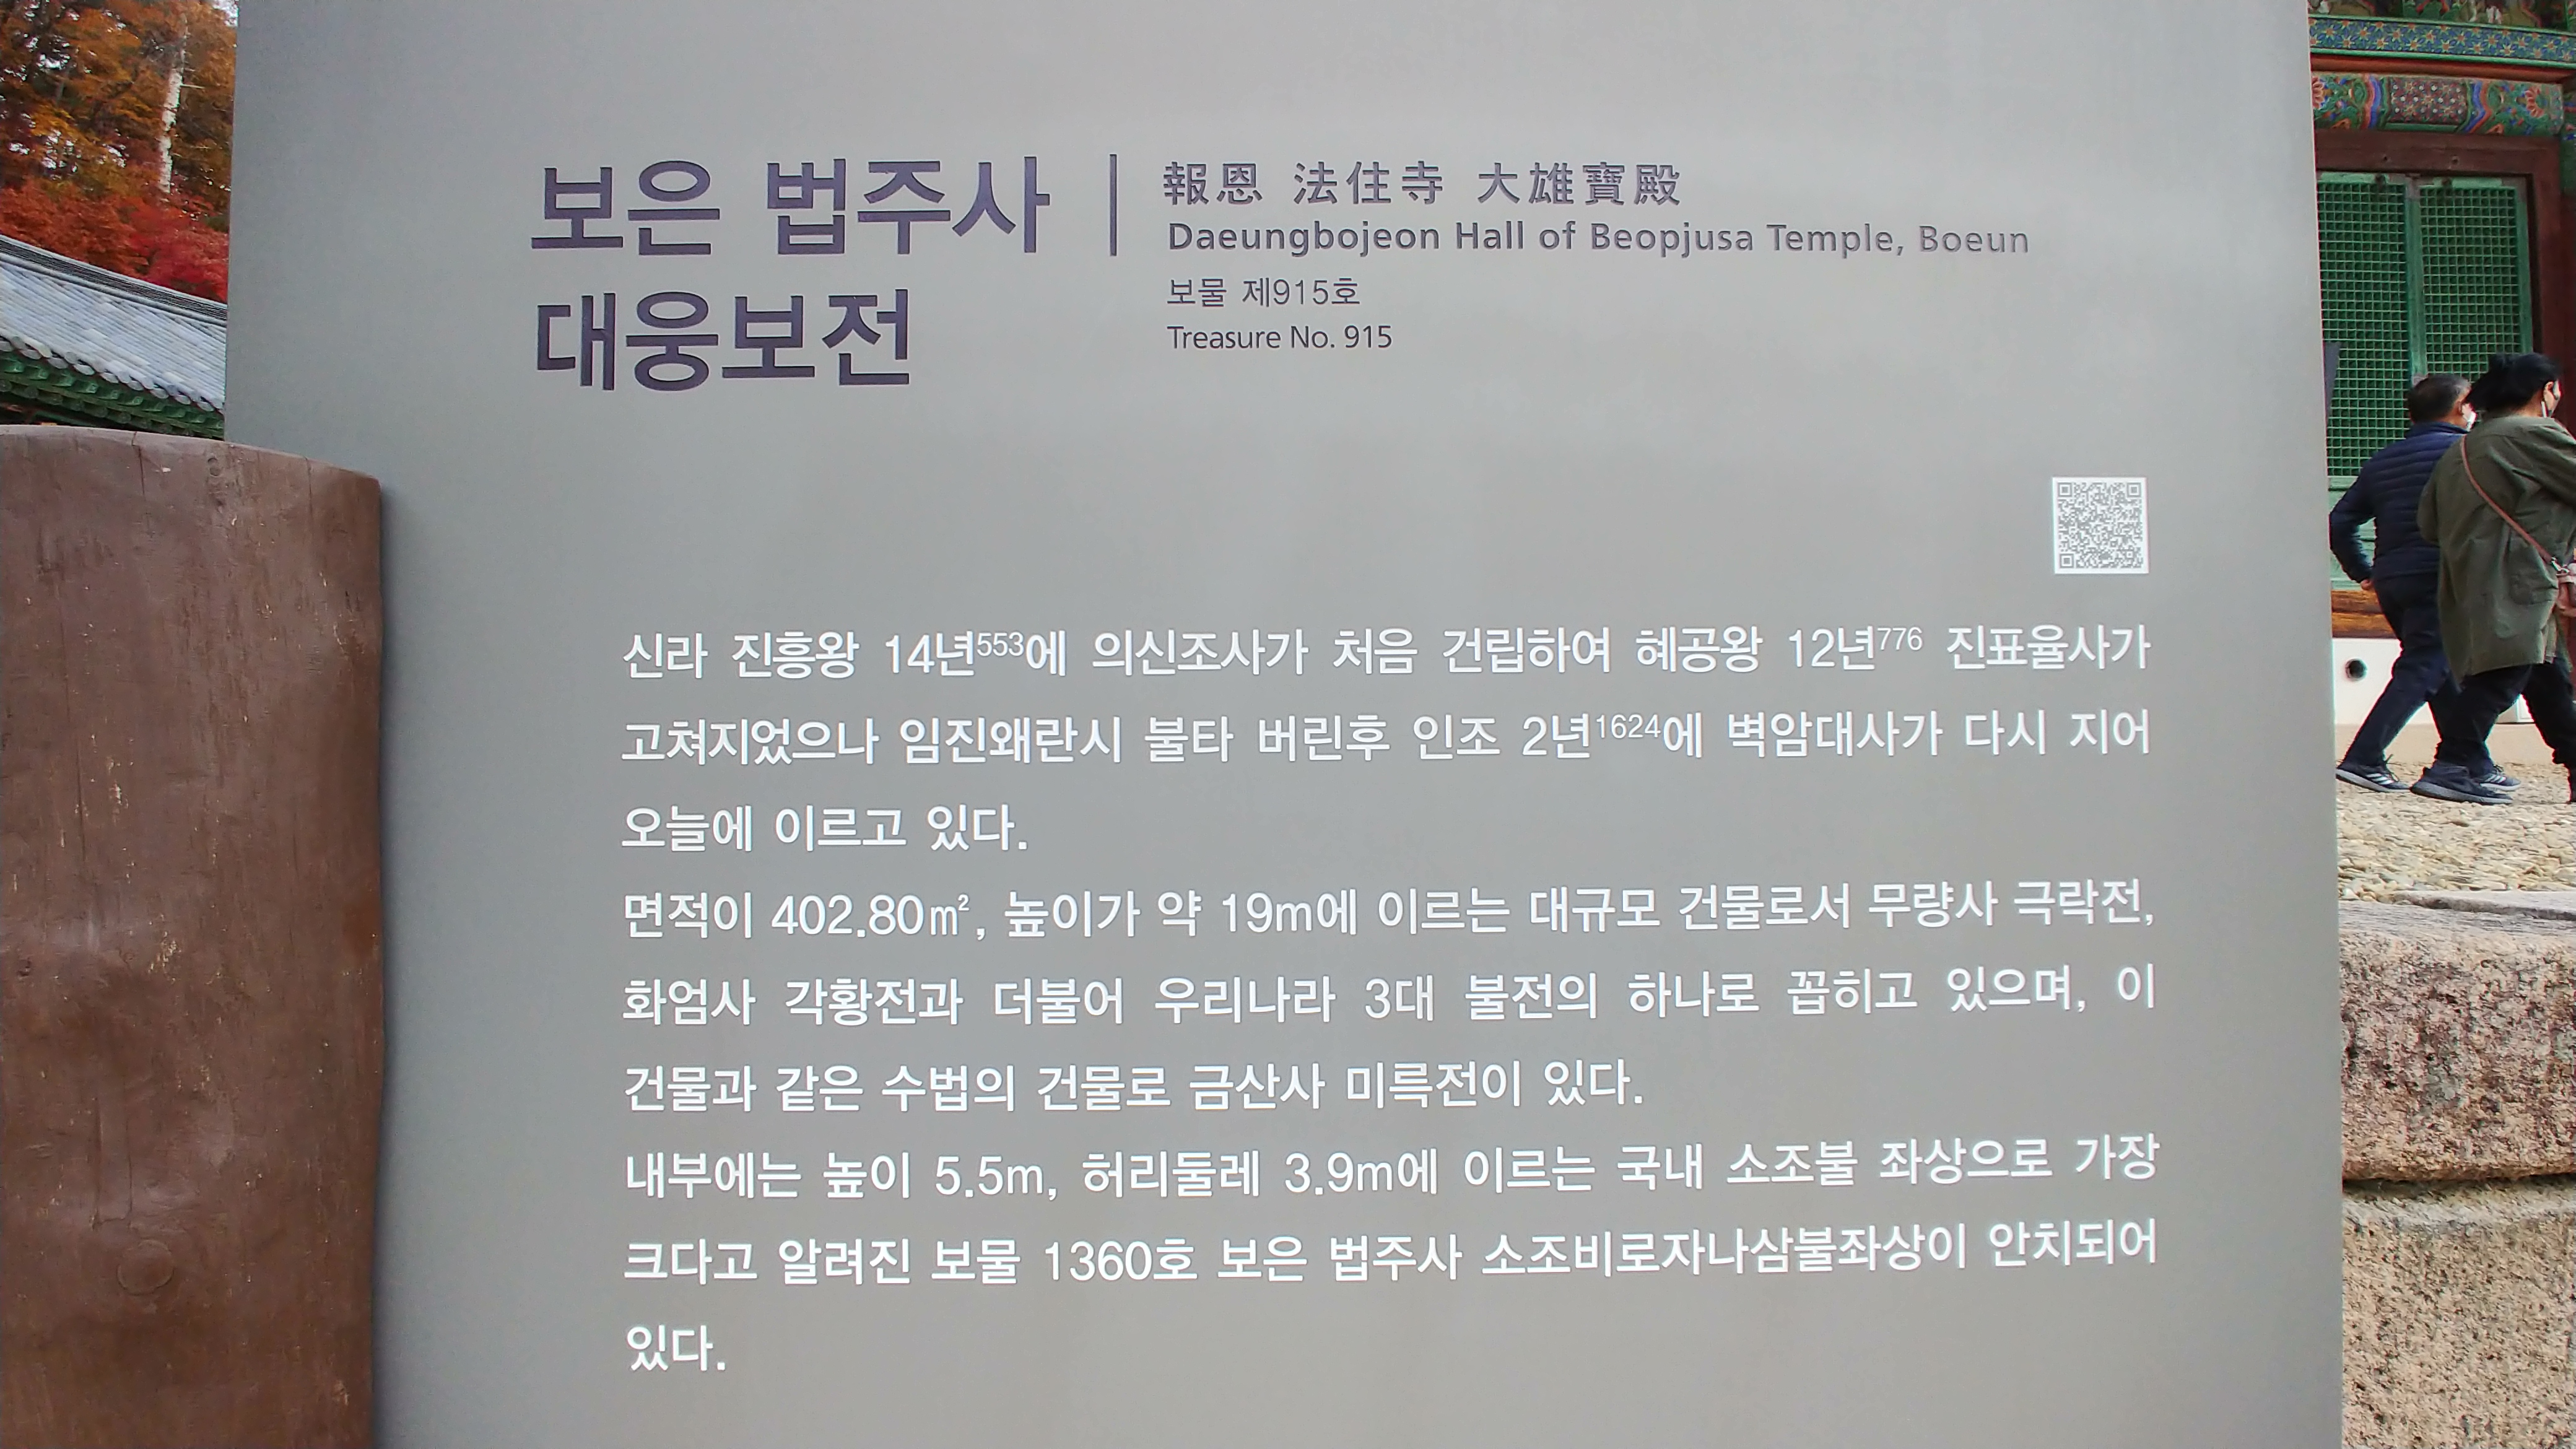 보은 법주사
대웅보전
報恩 法住寺 大雄寶殿
Daeungbojeon Hall of Beopjusa Temple, Boeun
보물 제915호
Treasure No. 915
신라 진흥왕 14년553에 의신조사가 처음 건립하여 혜공왕 12년776 진표율사가
고쳐지었으나 임진왜란시 불타 버린후 인조 2년1624에 벽암대사가 다시 지어
오늘에 이르고 있다.
면적이 402.80㎡, 높이가 약 19m에 이르는 대규모 건물로서 무량사 극락전,
화엄사 각황전과 더불어 우리나라 3대 불전의 하나로 꼽히고 있으며, 이
건물과 같은 수법의 건물로 금산사 미륵전이 있다.
내부에는 높이 5.5m, 허리둘레 3.9m에 이르는 국내 소조불 좌상으로 가장
크다고 알려진 보물 1360호 보은 법주사 소조비로자나삼불좌상이 안치되어
있다.